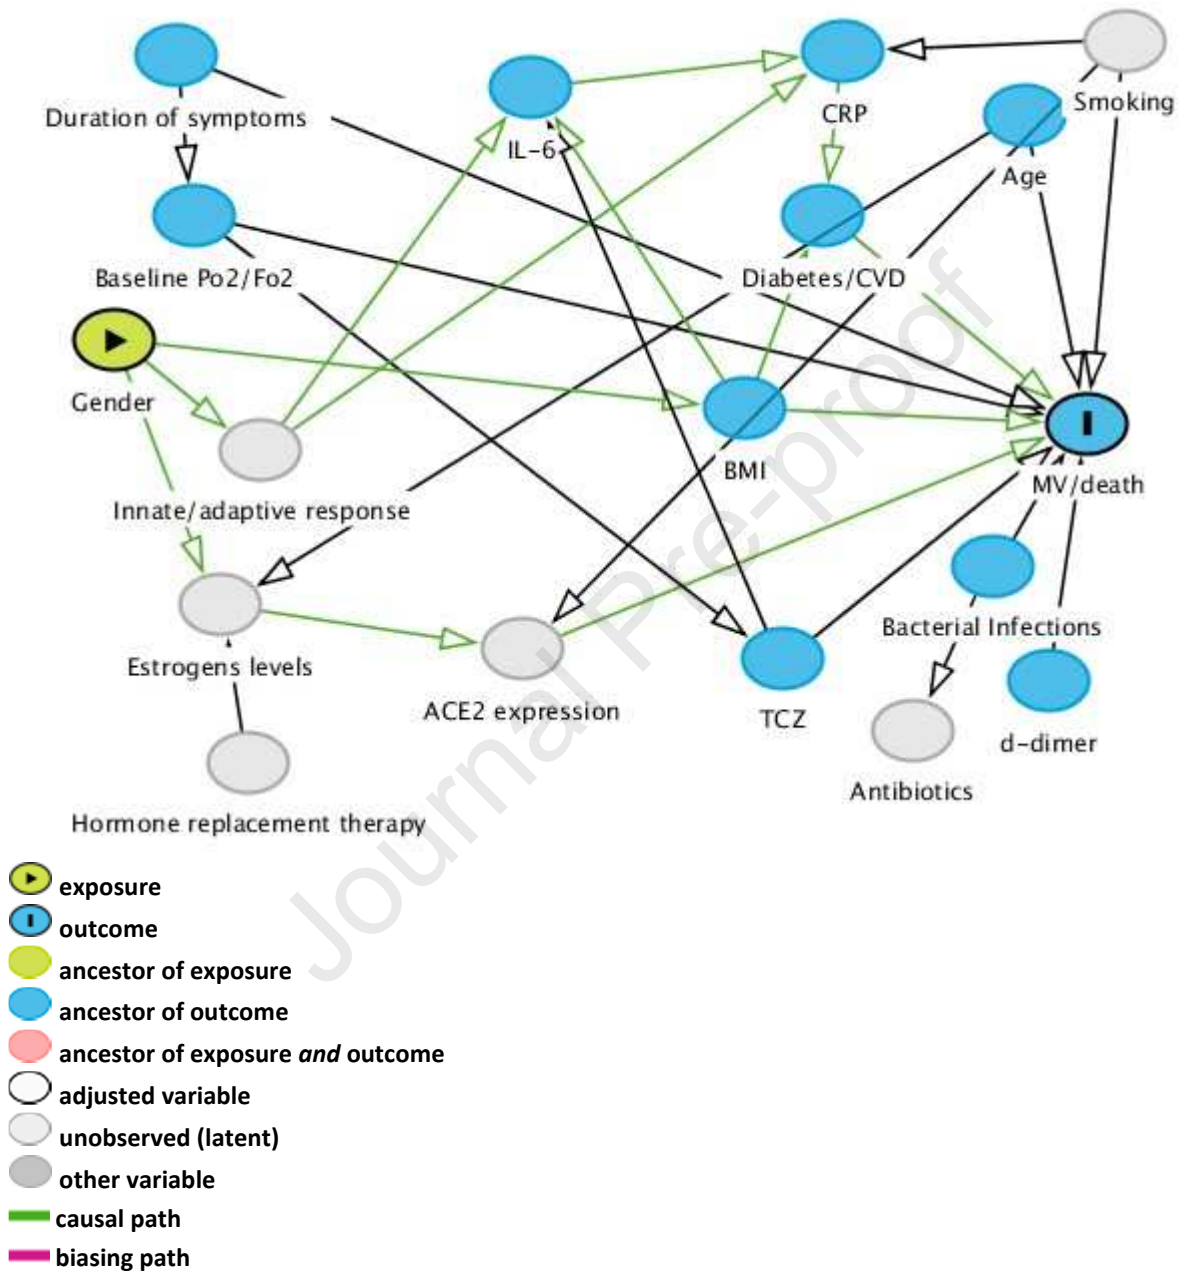 CRP
Smoking
Duration of symptoms
IL-6
Age
Baseline Po2/Fo2
Diabetes/CVD
Gender
BMI
MV/death
Innate/adaptive response
Bacterial Infections
Estrogens levels
ACE2 expression
TCZ
d-dimer
Antibiotics
Hormone replacement therapy
Journal Pre-proof
exposure
outcome
ancestor of exposure
ancestor of outcome
ancestor of exposure and outcome
adjusted variable
unobserved (latent)
other variable
causal path
biasing path